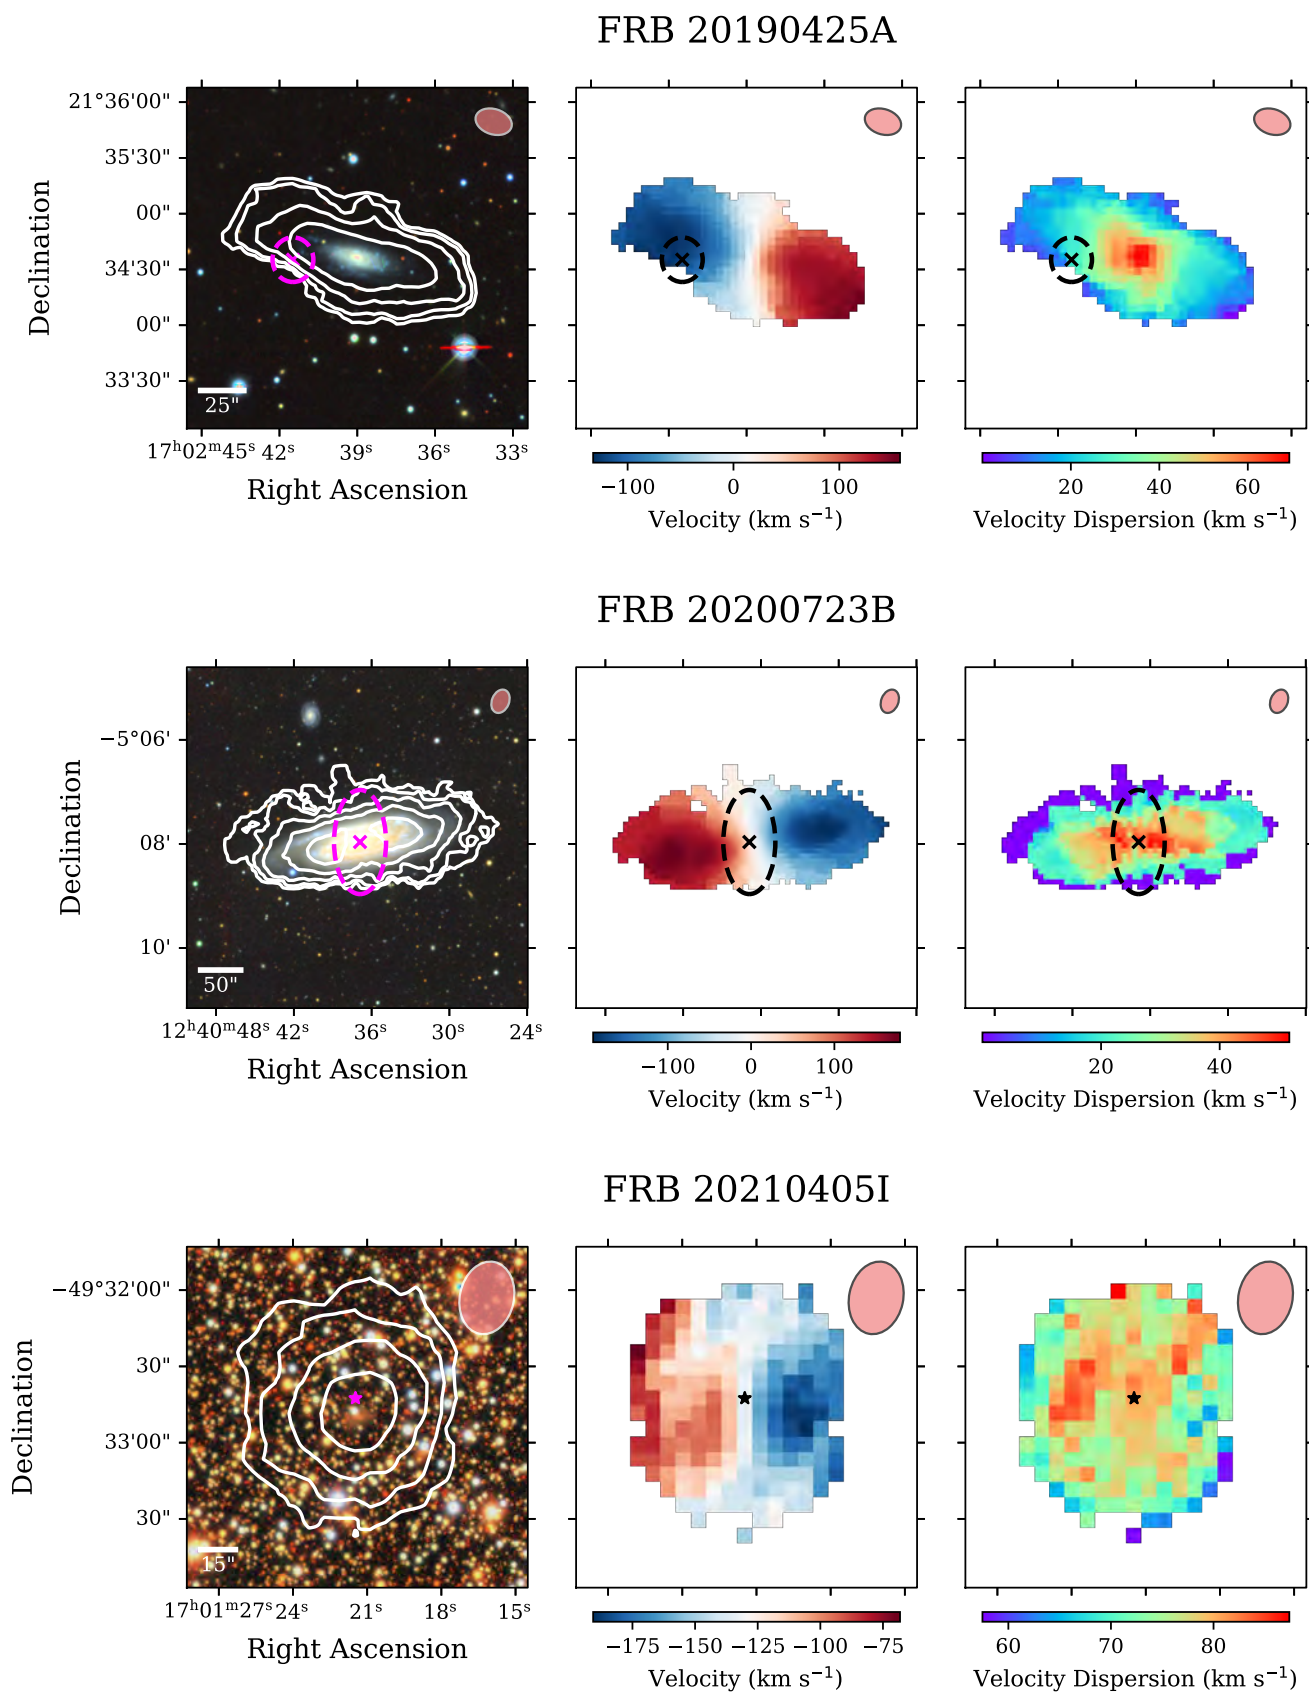 FRB 20190425A
21°36'00"
35'30"
00"
34'30"
00"
33'30"
Declination
25"
17ʰ02ᵐ45ˢ 42ˢ 39ˢ 36ˢ 33ˢ
Right Ascension
−100 0 100
Velocity (km s⁻¹)
20 40 60
Velocity Dispersion (km s⁻¹)
FRB 20200723B
−5°06'
08'
10'
Declination
50"
12ʰ40ᵐ48ˢ 42ˢ 36ˢ 30ˢ 24ˢ
Right Ascension
−100 0 100
Velocity (km s⁻¹)
20 40
Velocity Dispersion (km s⁻¹)
FRB 20210405I
−49°32'00"
30"
33'00"
30"
Declination
15"
17ʰ01ᵐ27ˢ 24ˢ 21ˢ 18ˢ 15ˢ
Right Ascension
−175 −150 −125 −100 −75
Velocity (km s⁻¹)
60 70 80
Velocity Dispersion (km s⁻¹)